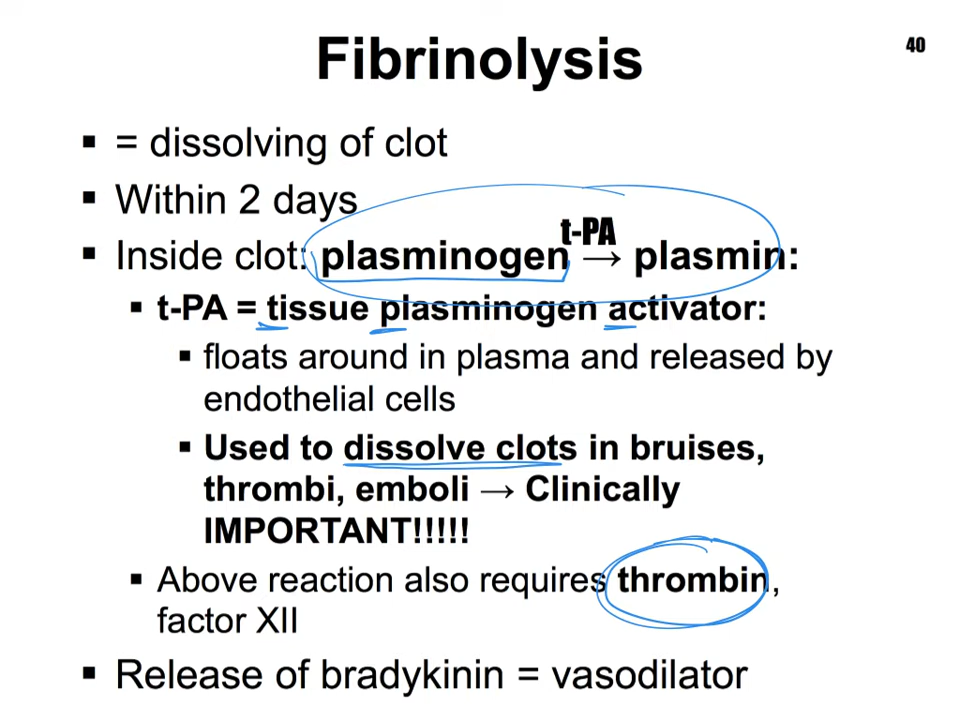 40
Fibrinolysis
▪ = dissolving of clot
▪ Within 2 days
t-PA
▪ Inside clot: plasminogen → plasmin:
▪ t-PA = tissue plasminogen activator:
▪ floats around in plasma and released by
endothelial cells
▪ Used to dissolve clots in bruises,
thrombi, emboli → Clinically
IMPORTANT!!!!!
▪ Above reaction also requires thrombin,
factor XII
▪ Release of bradykinin = vasodilator